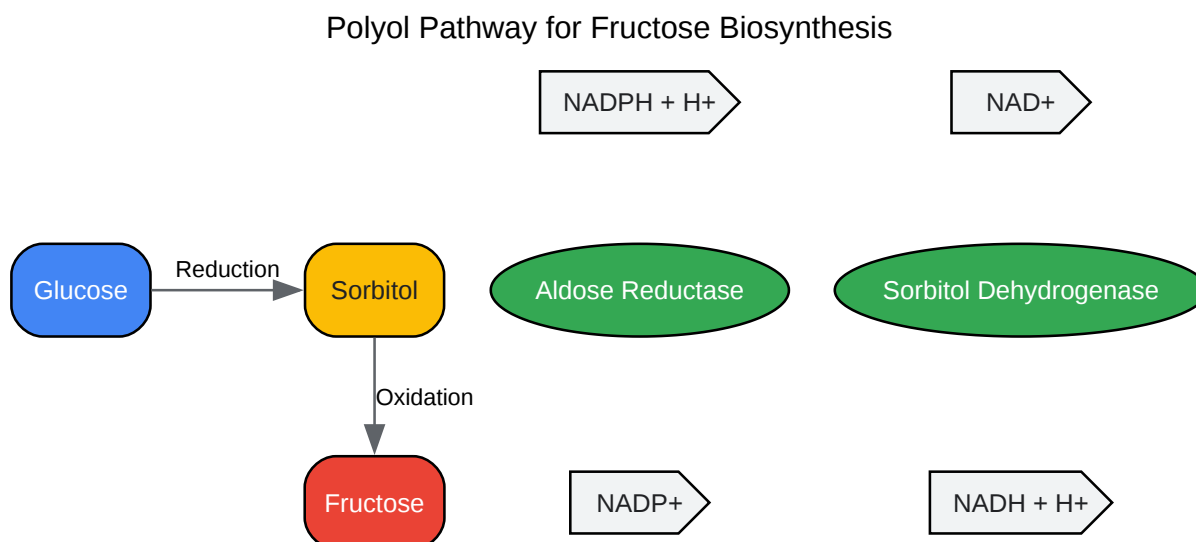 Polyol Pathway for Fructose Biosynthesis
NADPH + H+
NAD+
Glucose
Reduction
Sorbitol
Aldose Reductase
Sorbitol Dehydrogenase
Oxidation
Fructose
NADP+
NADH + H+